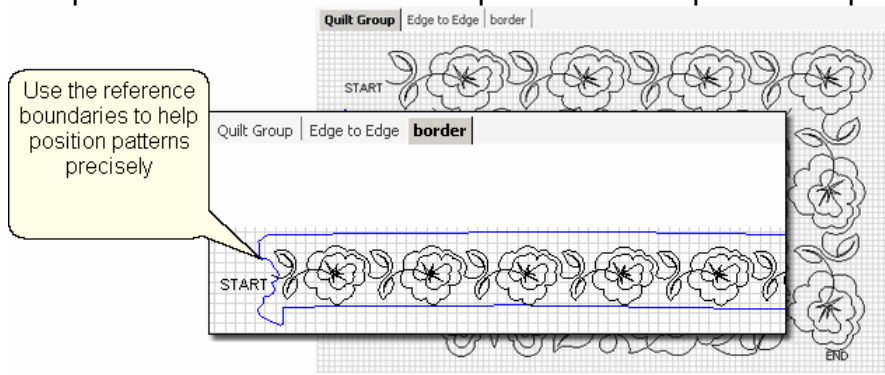 Quilt Group Edge to Edge border
START
Use the reference
boundaries to help
position patterns
precisely
Quilt Group Edge to Edge border
START
END